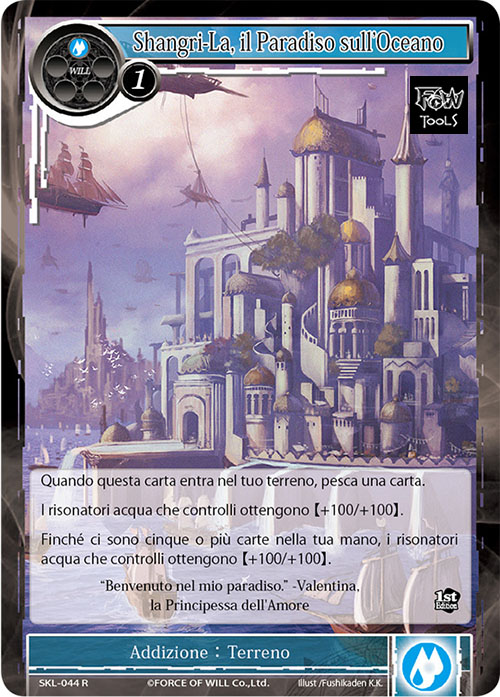 Shangri-La, il Paradiso sull'Oceano
WILL
1
FOW
TOOLS
Quando questa carta entra nel tuo terreno, pesca una carta.
I risonatori acqua che controlli ottengono 【+100/+100】.
Finché ci sono cinque o più carte nella tua mano, i risonatori
acqua che controlli ottengono 【+100/+100】.
“Benvenuto nel mio paradiso.” -Valentina,
la Principessa dell'Amore
1st
Edition
Addizione : Terreno
SKL-044 R ©FORCE OF WILL Co.,Ltd. Illust /Fushikaden K.K.